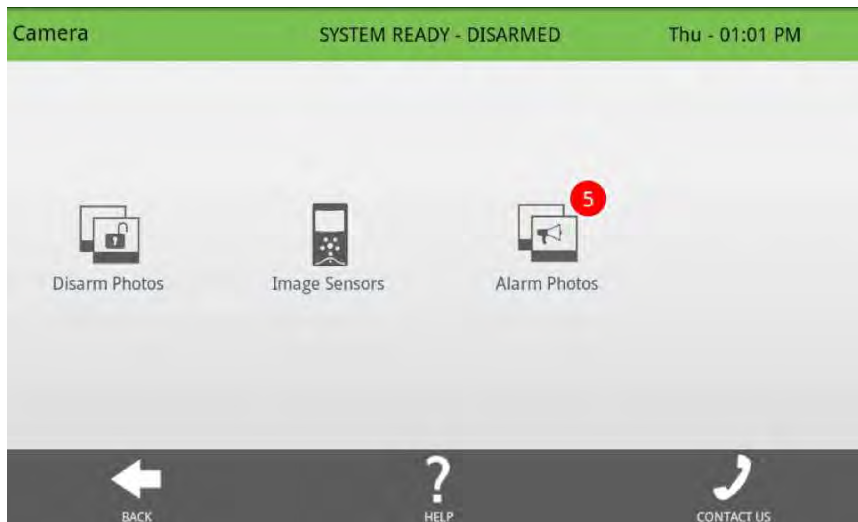 Camera SYSTEM READY - DISARMED Thu - 01:01 PM
5
Disarm Photos Image Sensors Alarm Photos
?
BACK HELP CONTACT US